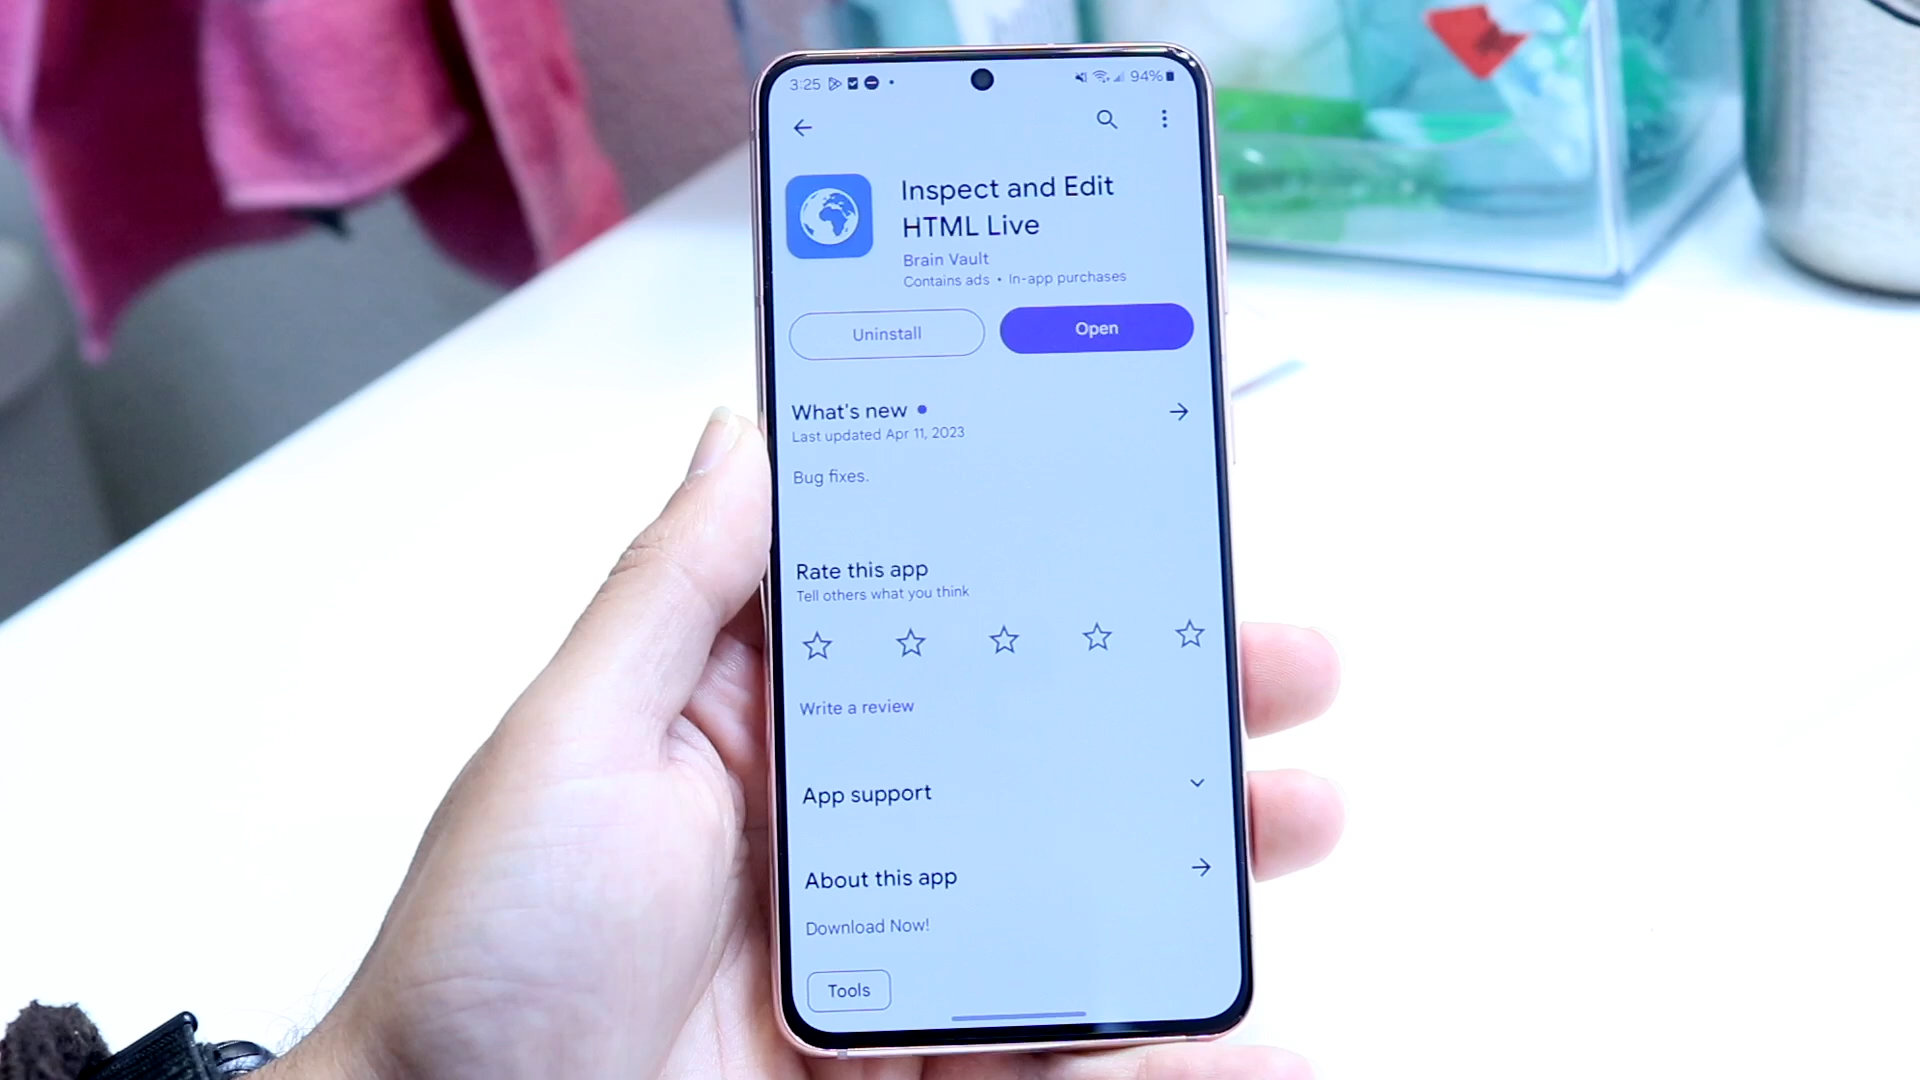 3:25 94%
Inspect and Edit
HTML Live
Brain Vault
Contains ads • In-app purchases
Uninstall Open
What's new
Last updated Apr 11, 2023
Bug fixes.
Rate this app
Tell others what you think
Write a review
App support
About this app
Download Now!
Tools